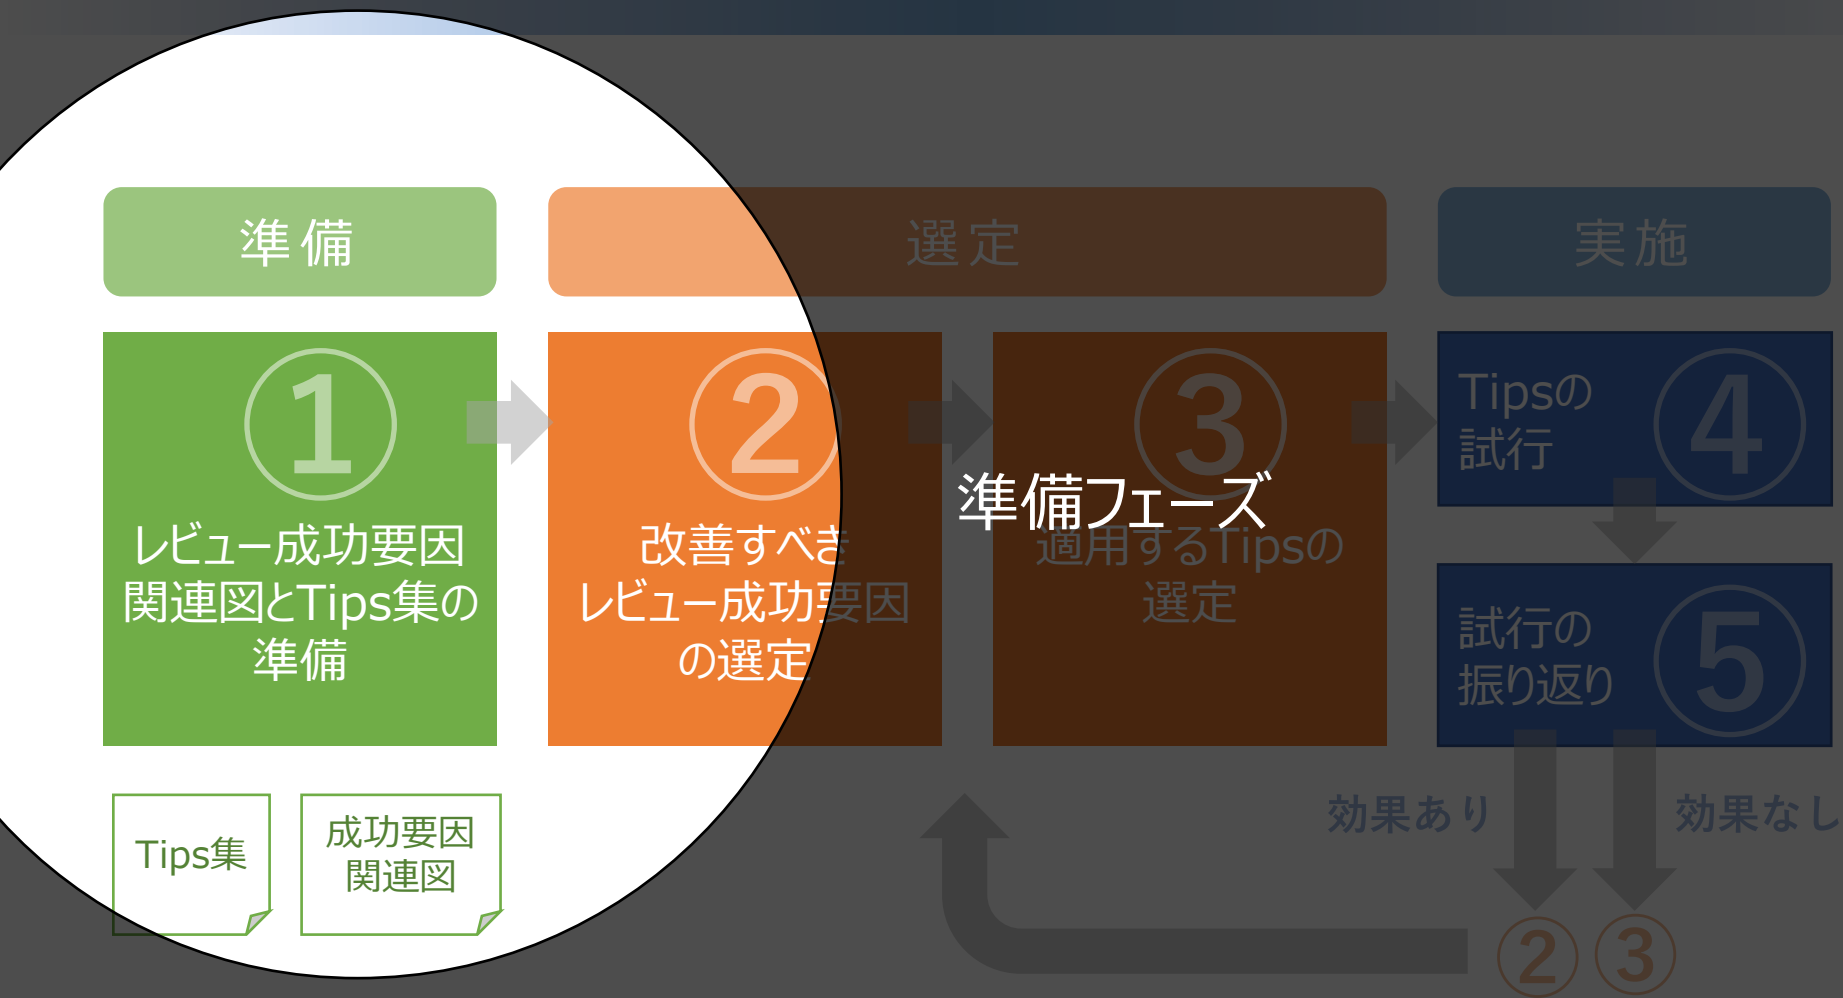 準備
選定
実施
①
レビュー成功要因
関連図とTips集の
準備
②
改善すべき
レビュー成功要因
の選定
③
適用するTipsの
選定
準備フェーズ
④
Tipsの
試行
⑤
試行の
振り返り
Tips集
成功要因
関連図
効果あり
効果なし
②
③